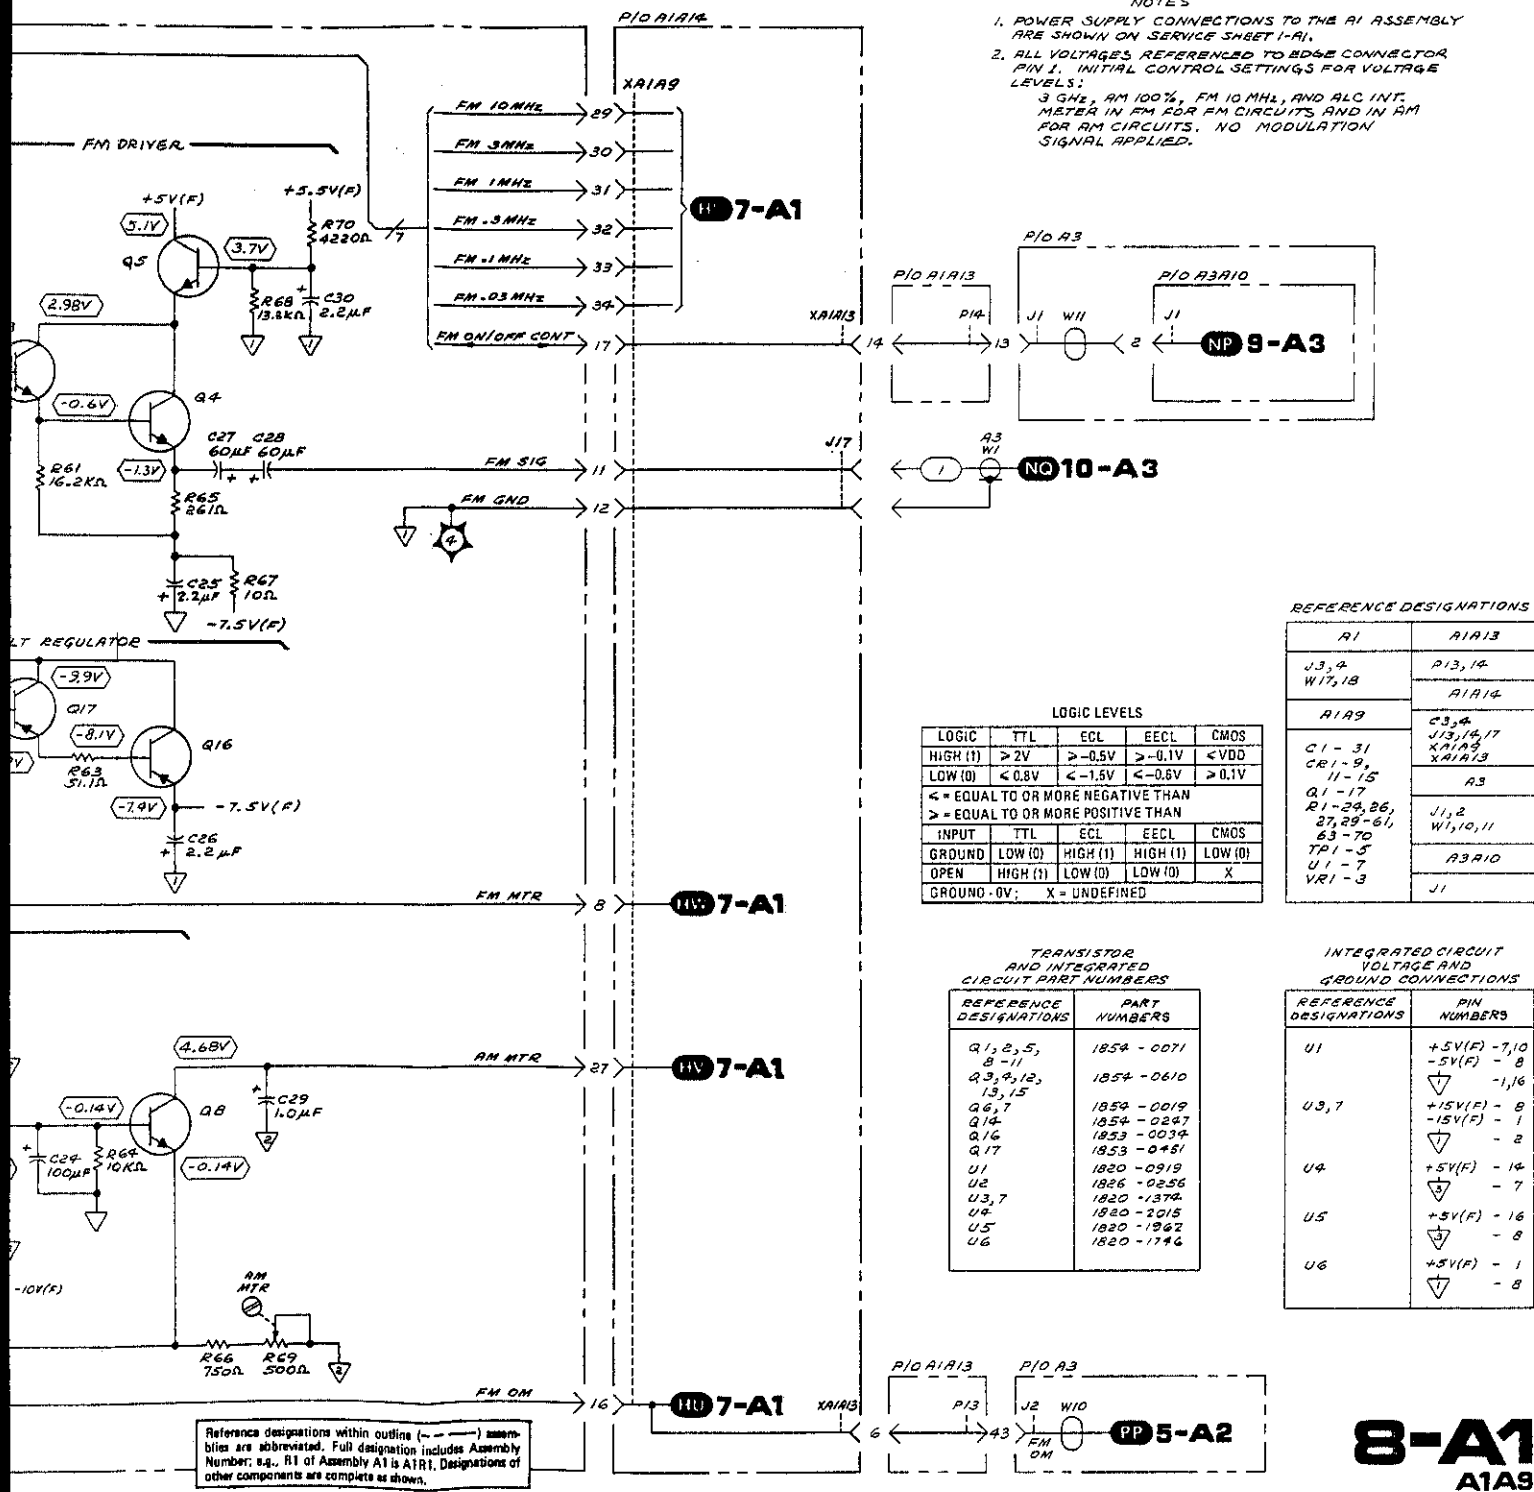 NOTES
1. POWER SUPPLY CONNECTIONS TO THE A1 ASSEMBLY
ARE SHOWN ON SERVICE SHEET 1-A1.
2. ALL VOLTAGES REFERENCED TO EDGE CONNECTOR
PIN 1. INITIAL CONTROL SETTINGS FOR VOLTAGE
LEVELS:
3 GHz, AM 100%, FM 10 MHz, AND ALC INT.
METER IN FM FOR FM CIRCUITS AND IN AM
FOR AM CIRCUITS. NO MODULATION
SIGNAL APPLIED.
P/O A1A14
XA1A9
FM 10MHz 29
FM 3MHz 30
FM 1MHz 31
FM .3MHz 32
FM .1MHz 33
FM .03MHz 34
FM ON/OFF CONT 17
7
7-A1
FM DRIVER
+5V(F)
5.1V
Q5
3.7V
+5.5V(F)
R70
4220Ω
R68
13.3KΩ
C30
2.2µF
1
1
2.98V
-0.6V
Q4
C27
60µF
C28
60µF
-1.3V
R61
16.2KΩ
R65
261Ω
C25
2.2µF
R67
10Ω
-7.5V(F)
FM SIG 11
FM GND 12
1
4
P/O A3
P/O A1A13
P/O A3A10
XA1A13
P14
J1
W11
J1
14
13
2
NP 9-A3
J17
A3
W1
1
NQ 10-A3
LT REGULATOR
-9.9V
Q17
-8.1V
R63
51.1Ω
Q16
-7.9V
-7.5V(F)
C26
2.2µF
1
FM MTR 8
7-A1
REFERENCE DESIGNATIONS
A1
J3,4
W17,18
A1A9
C1 - 31
CR1 - 9,
11 - 15
Q1 - 17
R1 - 24, 26,
27, 29 - 61,
63 - 70
TP1 - 5
U1 - 7
VR1 - 3
A1A13
P13, 14
A1A14
C3,4
J13,14,17
XA1A9
XA1A13
A3
J1,2
W1,10,11
A3A10
J1
LOGIC LEVELS
LOGIC TTL ECL EECL CMOS
HIGH (1) >2V >-0.5V >-0.1V <VDD
LOW (0) <0.8V <-1.5V <-0.6V >0.1V
< = EQUAL TO OR MORE NEGATIVE THAN
> = EQUAL TO OR MORE POSITIVE THAN
INPUT TTL ECL EECL CMOS
GROUND LOW (0) HIGH (1) HIGH (1) LOW (0)
OPEN HIGH (1) LOW (0) LOW (0) X
GROUND - 0V; X = UNDEFINED
TRANSISTOR
AND INTEGRATED
CIRCUIT PART NUMBERS
REFERENCE DESIGNATIONS PART NUMBERS
Q1, 2, 5,
8 - 11 1854 - 0071
Q3, 4, 12,
13, 15 1854 - 0610
Q6, 7 1854 - 0019
Q14 1854 - 0247
Q16 1853 - 0034
Q17 1853 - 0451
U1 1820 - 0919
U2 1826 - 0256
U3, 7 1820 - 1374
U4 1820 - 2015
U5 1820 - 1962
U6 1820 - 1746
INTEGRATED CIRCUIT
VOLTAGE AND
GROUND CONNECTIONS
REFERENCE DESIGNATIONS PIN NUMBERS
U1 +5V(F) - 7,10
-5V(F) - 8
1 - 1,16
U3, 7 +15V(F) - 8
-15V(F) - 1
1 - 2
U4 +5V(F) - 14
3 - 7
U5 +5V(F) - 16
3 - 8
U6 +5V(F) - 1
1 - 8
4.68V
AM MTR 27
HV 7-A1
C29
1.0µF
2
-0.14V
Q8
-0.14V
C24
100µF
R64
10KΩ
-10V(F)
AM
MTR
R66
750Ω
R69
500Ω
2
FM OM 16
HU 7-A1
XA1A13
P/O A1A13
P/O A3
P13
J2
W10
6
43
FM
OM
PP 5-A2
Reference designations within outline (- - —) assem-
blies are abbreviated. Full designation includes Assembly
Number; e.g., R1 of Assembly A1 is A1R1. Designations of
other components are complete as shown.
8-A1
A1A9